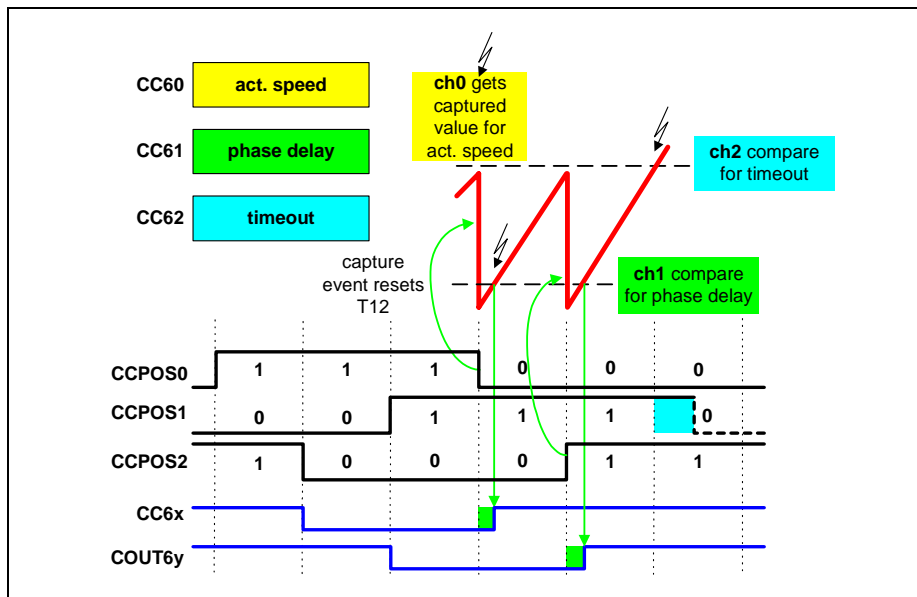 CC60 act. speed
CC61 phase delay
CC62 timeout
ch0 gets
captured
value for
act. speed
ch2 compare
for timeout
capture
event resets
T12
ch1 compare
for phase delay
CCPOS0 1 1 1 0 0 0
CCPOS1 0 0 1 1 1 0
CCPOS2 1 0 0 0 1 1
CC6x
COUT6y